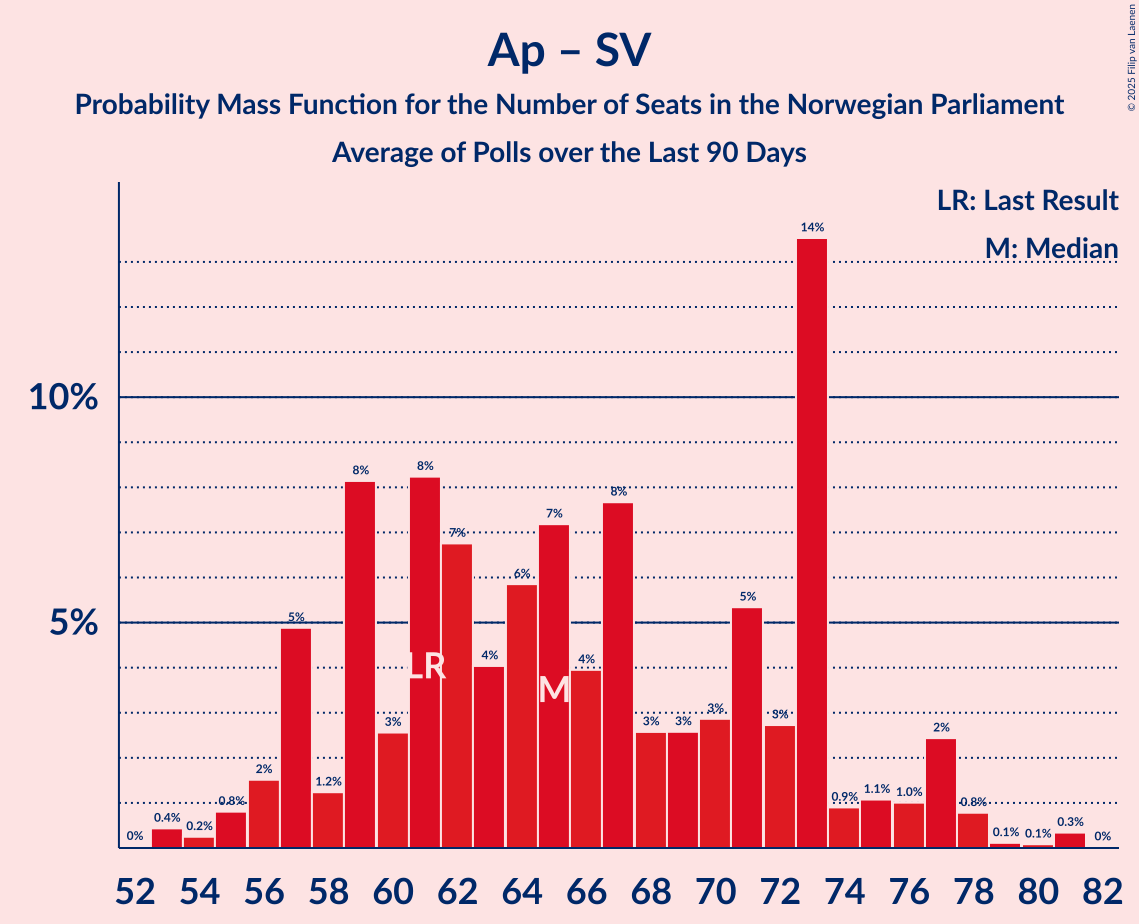 Ap – SV
Probability Mass Function for the Number of Seats in the Norwegian Parliament
Average of Polls over the Last 90 Days
© 2025 Filip van Laenen
LR: Last Result
M: Median
10%
5%
0% 0.4% 0.2% 0.8% 2% 5% 1.2% 8% 3% 8% 7% 4% 6% 7% 4% 8% 3% 3% 3% 5% 3% 14% 0.9% 1.1% 1.0% 2% 0.8% 0.1% 0.1% 0.3% 0%
LR
M
52 54 56 58 60 62 64 66 68 70 72 74 76 78 80 82